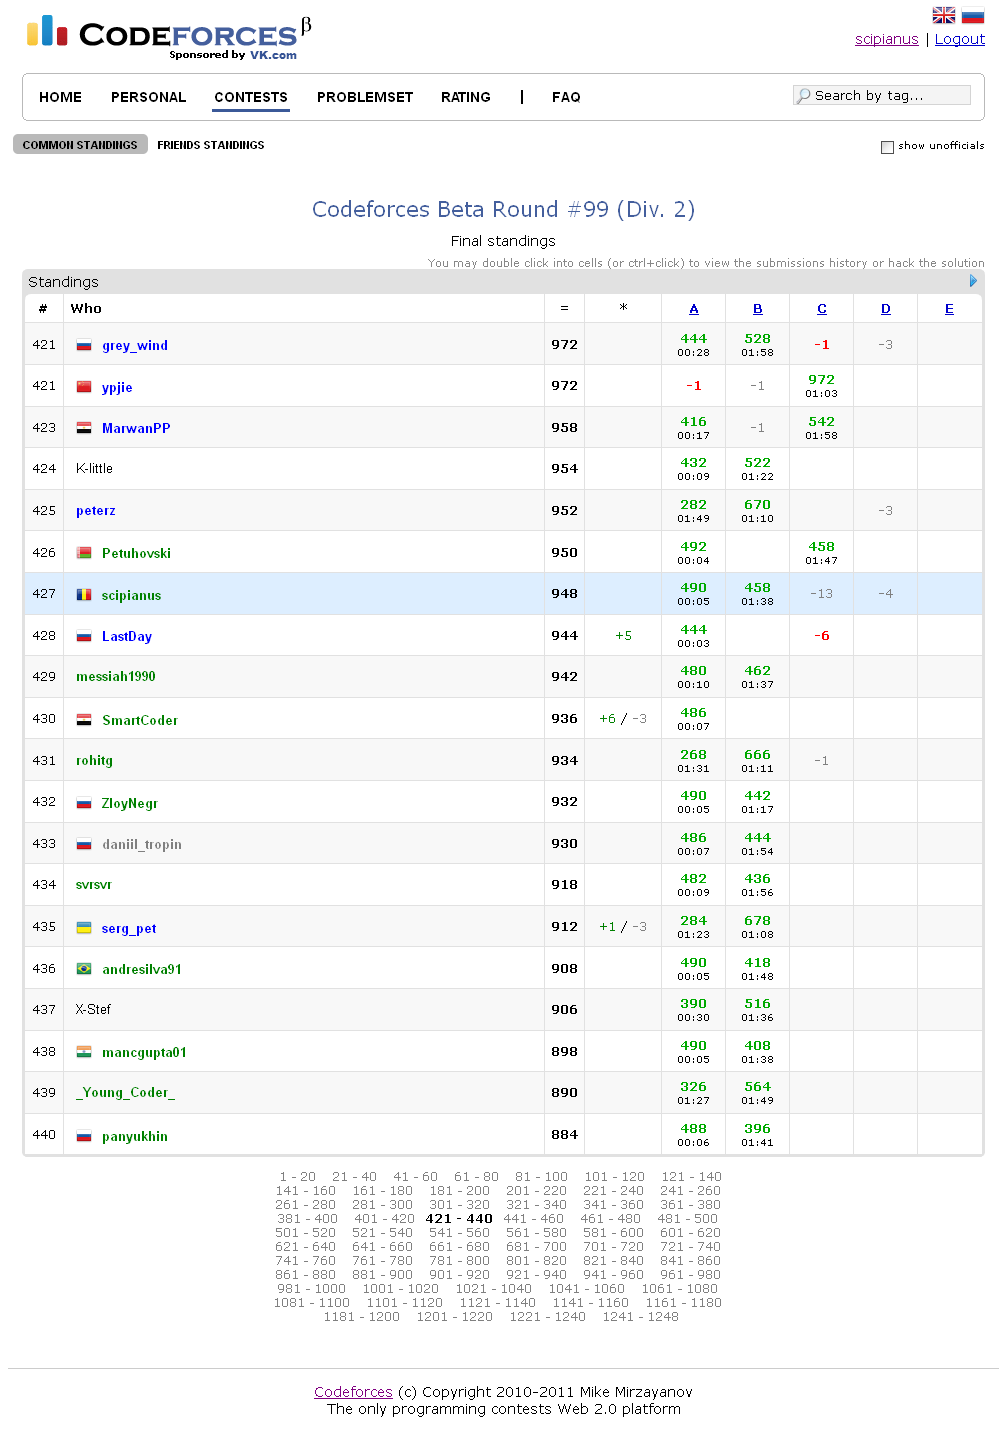 CODEFORCES β
Sponsored by VK.com
scipianus | Logout
HOME PERSONAL CONTESTS PROBLEMSET RATING | FAQ
Search by tag...
COMMON STANDINGS FRIENDS STANDINGS
show unofficials
Codeforces Beta Round #99 (Div. 2)
Final standings
You may double click into cells (or ctrl+click) to view the submissions history or hack the solution
Standings
# Who = * A B C D E
421 grey_wind 972 444 528 -1 -3
00:28 01:58
421 ypjie 972 -1 -1 972
01:03
423 MarwanPP 958 416 -1 542
00:17 01:58
424 K-little 954 432 522
00:09 01:22
425 peterz 952 282 670 -3
01:49 01:10
426 Petuhovski 950 492 458
00:04 01:47
427 scipianus 948 490 458 -13 -4
00:05 01:38
428 LastDay 944 +5 444 -6
00:03
429 messiah1990 942 480 462
00:10 01:37
430 SmartCoder 936 +6 / -3 486
00:07
431 rohitg 934 268 666 -1
01:31 01:11
432 ZloyNegr 932 490 442
00:05 01:17
433 daniil_tropin 930 486 444
00:07 01:54
434 svrsvr 918 482 436
00:09 01:56
435 serg_pet 912 +1 / -3 284 678
01:23 01:08
436 andresilva91 908 490 418
00:05 01:48
437 X-Stef 906 390 516
00:30 01:36
438 mancgupta01 898 490 408
00:05 01:38
439 _Young_Coder_ 890 326 564
01:27 01:49
440 panyukhin 884 488 396
00:06 01:41
1 - 20 21 - 40 41 - 60 61 - 80 81 - 100 101 - 120 121 - 140
141 - 160 161 - 180 181 - 200 201 - 220 221 - 240 241 - 260
261 - 280 281 - 300 301 - 320 321 - 340 341 - 360 361 - 380
381 - 400 401 - 420 421 - 440 441 - 460 461 - 480 481 - 500
501 - 520 521 - 540 541 - 560 561 - 580 581 - 600 601 - 620
621 - 640 641 - 660 661 - 680 681 - 700 701 - 720 721 - 740
741 - 760 761 - 780 781 - 800 801 - 820 821 - 840 841 - 860
861 - 880 881 - 900 901 - 920 921 - 940 941 - 960 961 - 980
981 - 1000 1001 - 1020 1021 - 1040 1041 - 1060 1061 - 1080
1081 - 1100 1101 - 1120 1121 - 1140 1141 - 1160 1161 - 1180
1181 - 1200 1201 - 1220 1221 - 1240 1241 - 1248
Codeforces (c) Copyright 2010-2011 Mike Mirzayanov
The only programming contests Web 2.0 platform